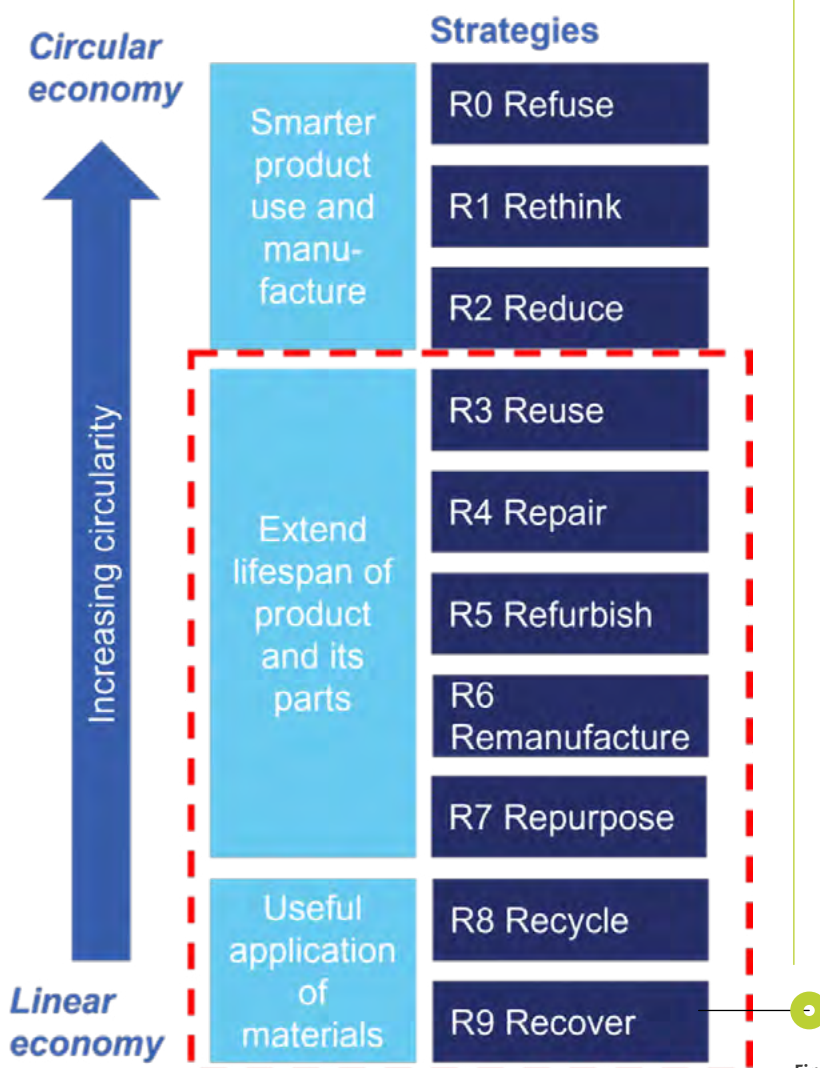 Strategies
Circular
economy
Smarter
product
use and
manu-
facture
R0 Refuse
R1 Rethink
R2 Reduce
Increasing circularity
Extend
lifespan of
product
and its
parts
R3 Reuse
R4 Repair
R5 Refurbish
R6
Remanufacture
R7 Repurpose
Useful
application
of
materials
R8 Recycle
R9 Recover
Linear
economy